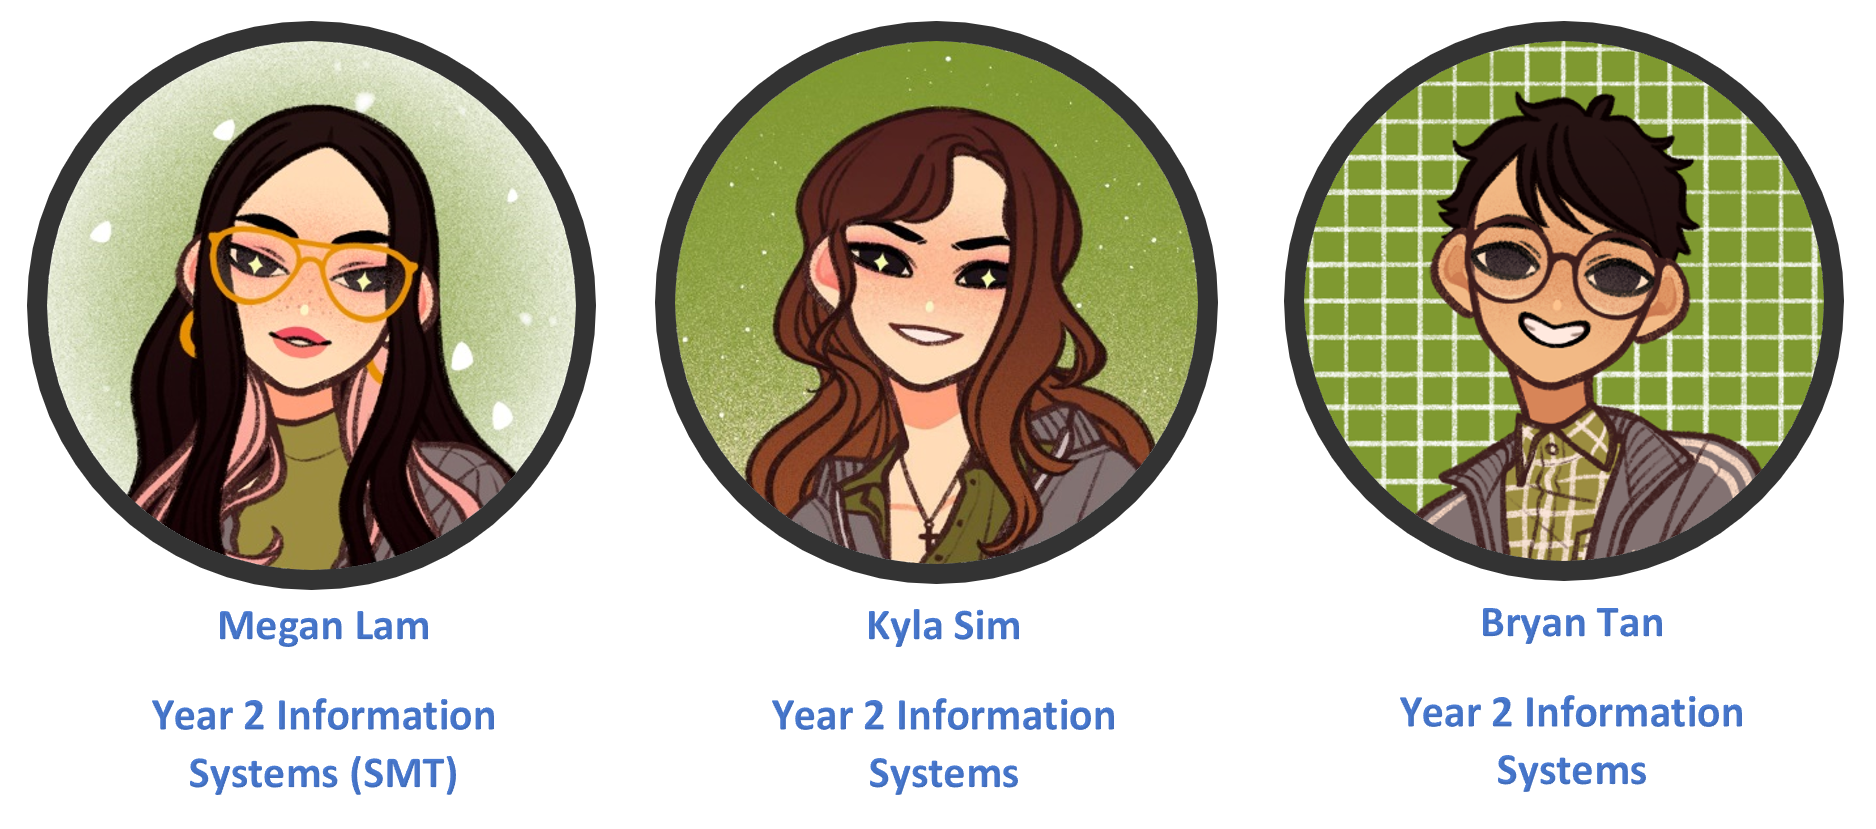 Megan Lam
Year 2 Information
Systems (SMT)
Kyla Sim
Year 2 Information
Systems
Bryan Tan
Year 2 Information
Systems